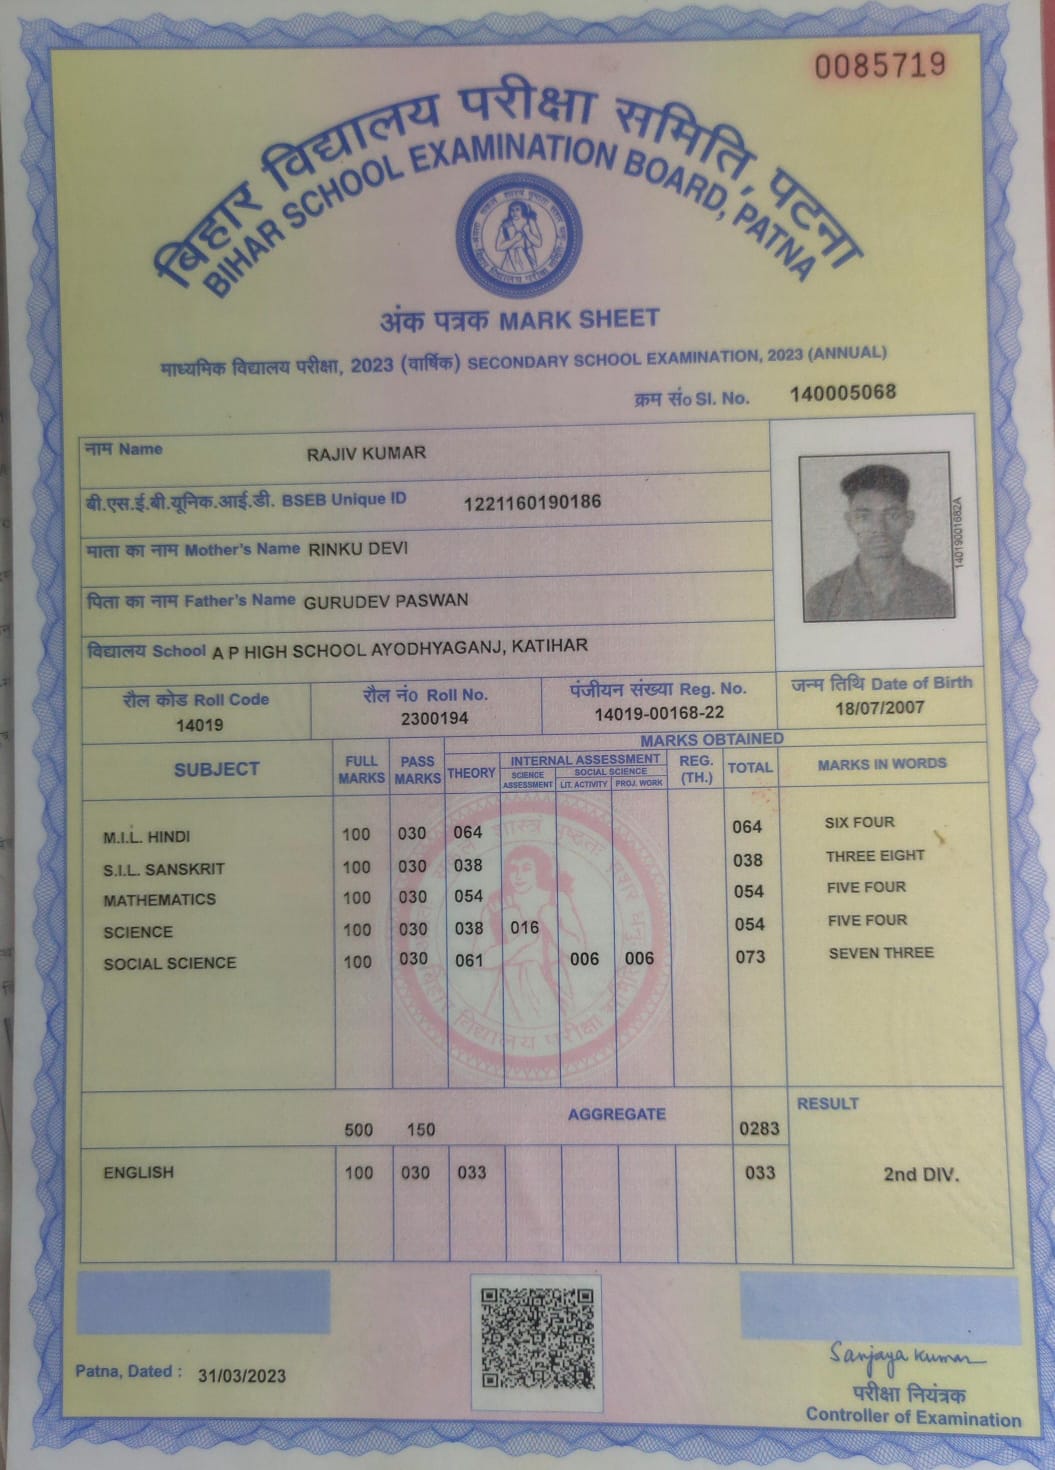 0085719
बिहार विद्यालय परीक्षा समिति, पटना
BIHAR SCHOOL EXAMINATION BOARD, PATNA
अंक पत्रक MARK SHEET
माध्यमिक विद्यालय परीक्षा, 2023 (वार्षिक) SECONDARY SCHOOL EXAMINATION, 2023 (ANNUAL)
क्रम सं० Sl. No. 140005068
नाम Name RAJIV KUMAR
बी.एस.ई.बी.यूनिक.आई.डी. BSEB Unique ID 1221160190186
माता का नाम Mother's Name RINKU DEVI
पिता का नाम Father's Name GURUDEV PASWAN
विद्यालय School A P HIGH SCHOOL AYODHYAGANJ, KATIHAR
14019001682A
रौल कोड Roll Code रौल नं० Roll No. पंजीयन संख्या Reg. No. जन्म तिथि Date of Birth
14019 2300194 14019-00168-22 18/07/2007
SUBJECT FULL MARKS PASS MARKS MARKS OBTAINED MARKS IN WORDS
THEORY INTERNAL ASSESSMENT REG. (TH.) TOTAL
SCIENCE ASSESSMENT SOCIAL SCIENCE
LIT. ACTIVITY PROJ. WORK
M.I.L. HINDI 100 030 064 064 SIX FOUR
S.I.L. SANSKRIT 100 030 038 038 THREE EIGHT
MATHEMATICS 100 030 054 054 FIVE FOUR
SCIENCE 100 030 038 016 054 FIVE FOUR
SOCIAL SCIENCE 100 030 061 006 006 073 SEVEN THREE
बिहार विद्यालय परीक्षा समिति
500 150 AGGREGATE 0283 RESULT
ENGLISH 100 030 033 033 2nd DIV.
Patna, Dated : 31/03/2023
Sanjaya Kumar
परीक्षा नियंत्रक
Controller of Examination